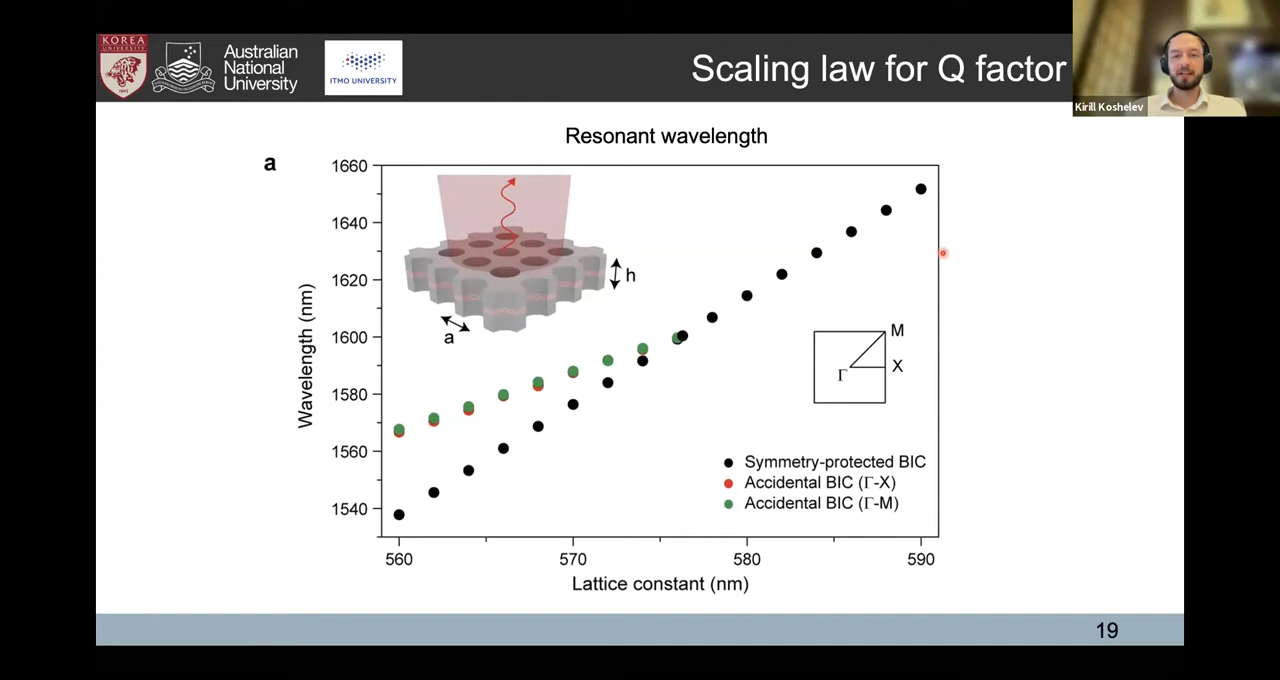 KOREA
UNIVERSITY
Australian
National
University
ITMO UNIVERSITY
Scaling law for Q factor
Kirill Koshelev
Resonant wavelength
a
1660
1640
1620
1600
1580
1560
1540
Wavelength (nm)
h
a
M
Γ
X
Symmetry-protected BIC
Accidental BIC (Γ-X)
Accidental BIC (Γ-M)
560
570
580
590
Lattice constant (nm)
19